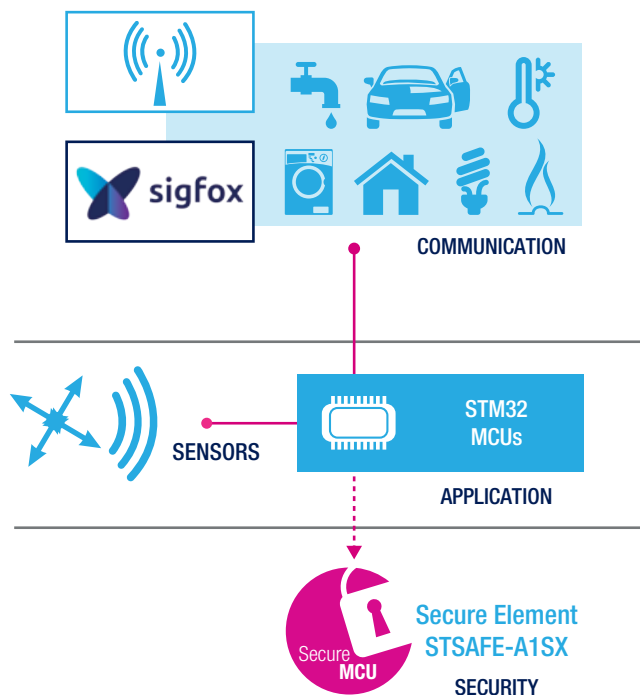 sigfox
COMMUNICATION
SENSORS
STM32
MCUs
APPLICATION
Secure
MCU
Secure Element
STSAFE-A1SX
SECURITY